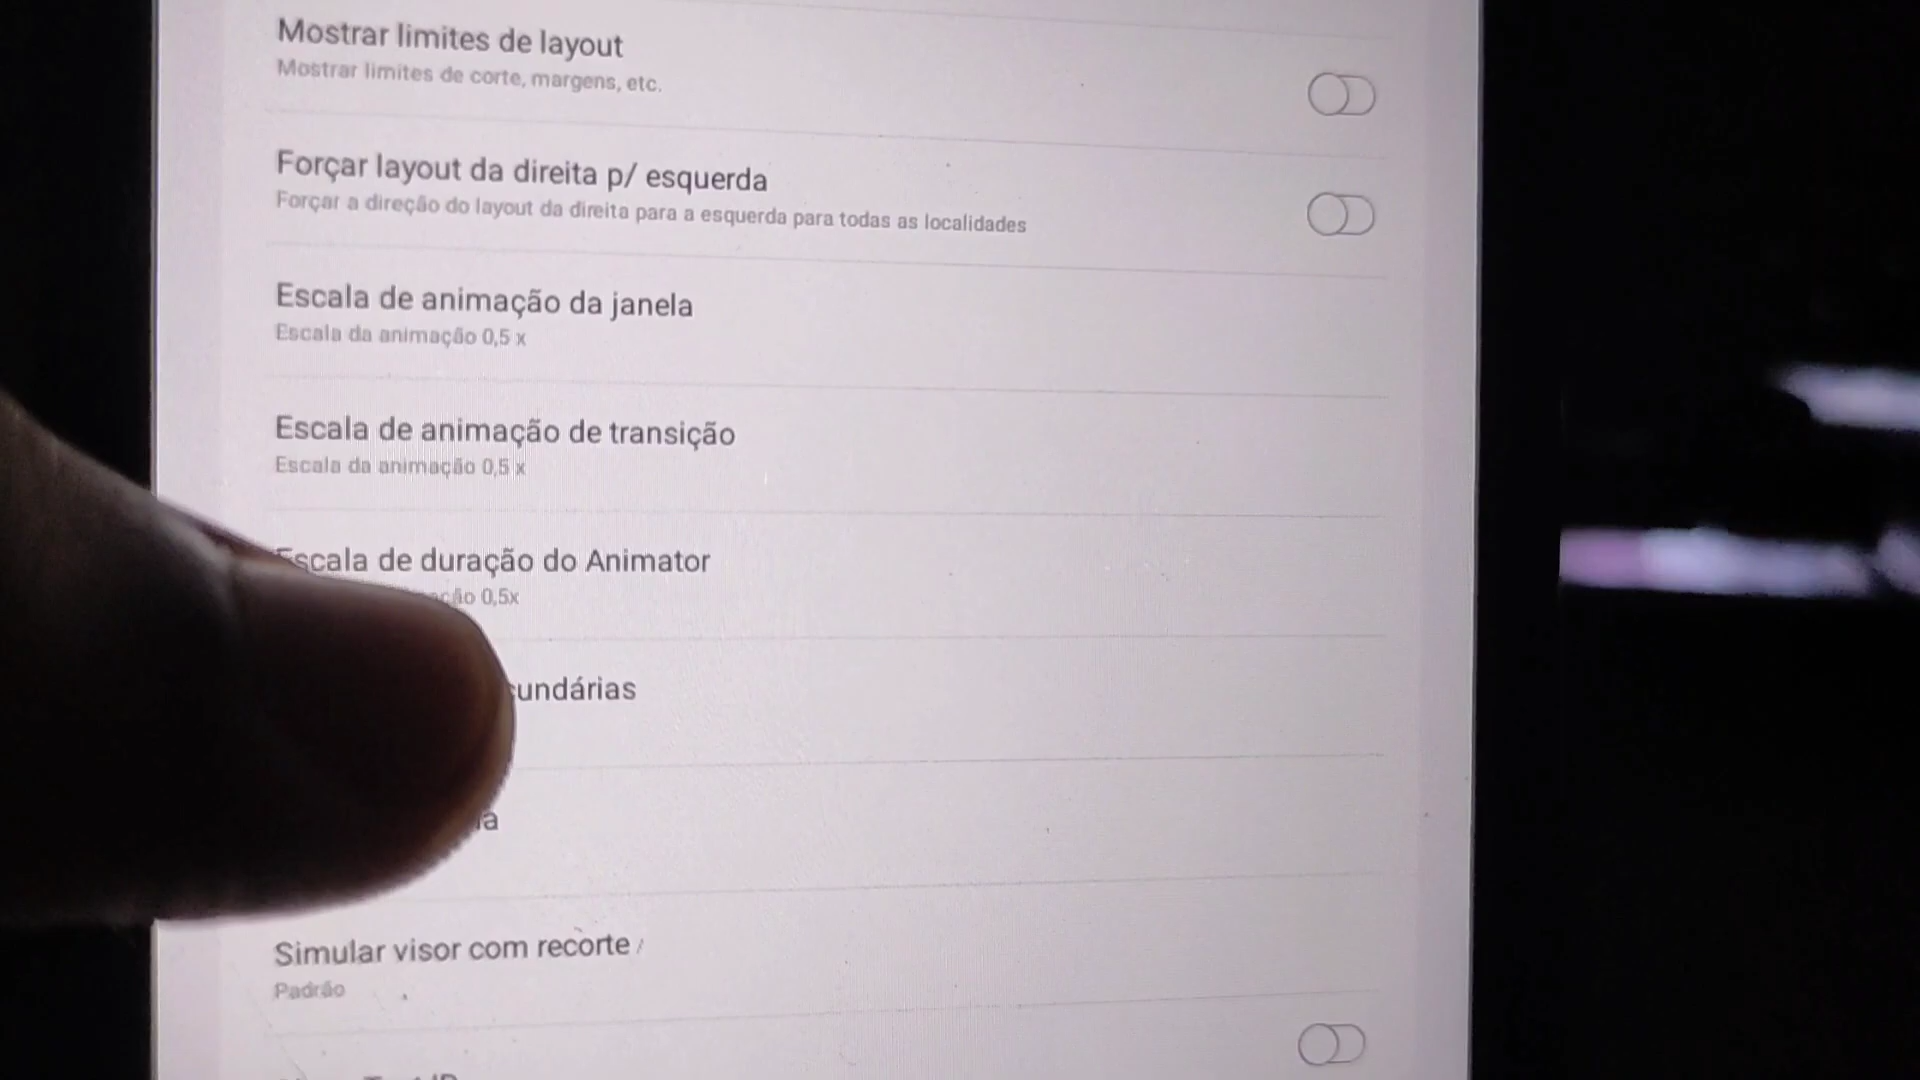 Mostrar limites de layout
Mostrar limites de corte, margens, etc.
Forçar layout da direita p/ esquerda
Forçar a direção do layout da direita para a esquerda para todas as localidades
Escala de animação da janela
Escala da animação 0,5 x
Escala de animação de transição
Escala da animação 0,5 x
Escala de duração do Animator
0,5x
Simular visor com recorte
Padrão